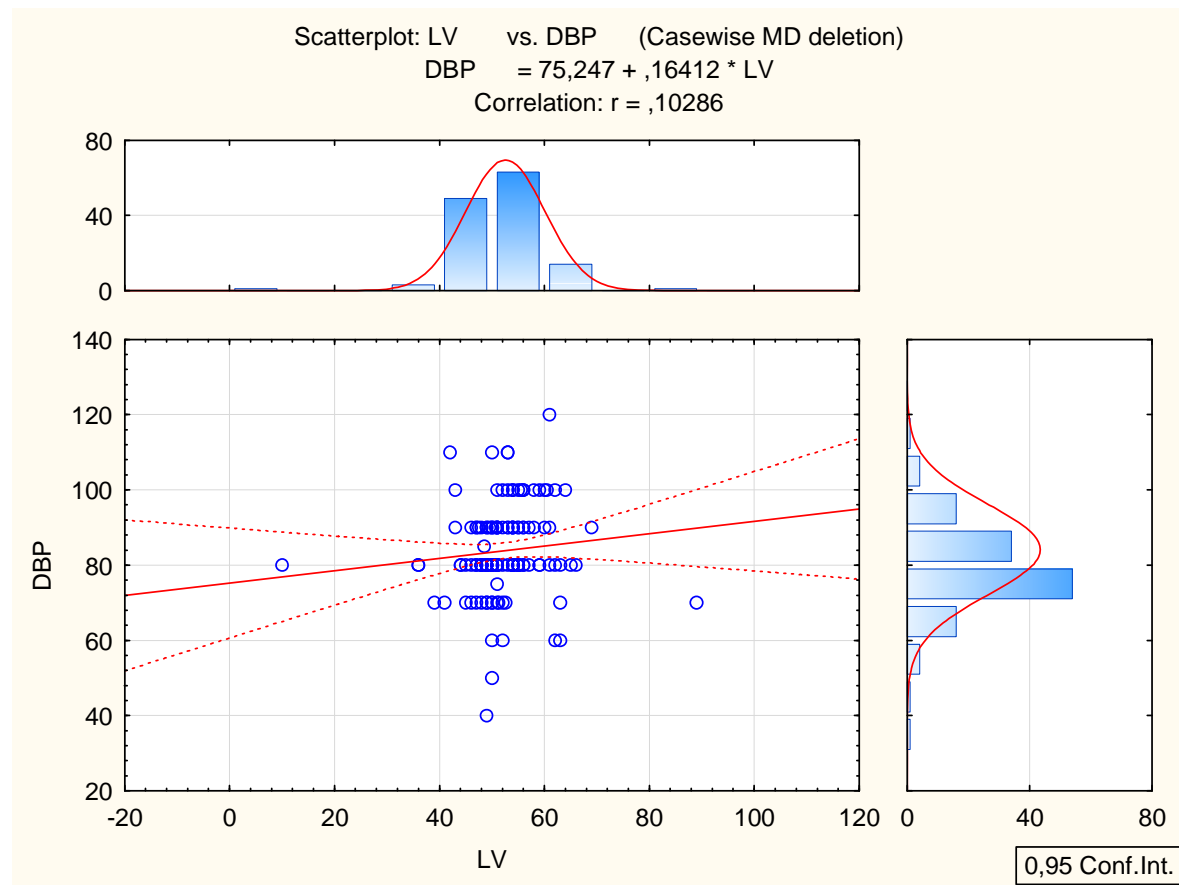 Scatterplot: LV vs. DBP (Casewise MD deletion)
DBP = 75,247 + ,16412 * LV
Correlation: r = ,10286
80
40
0
140
120
100
80
60
40
20
DBP
-20 0 20 40 60 80 100 120
LV
0 40 80
0,95 Conf.Int.